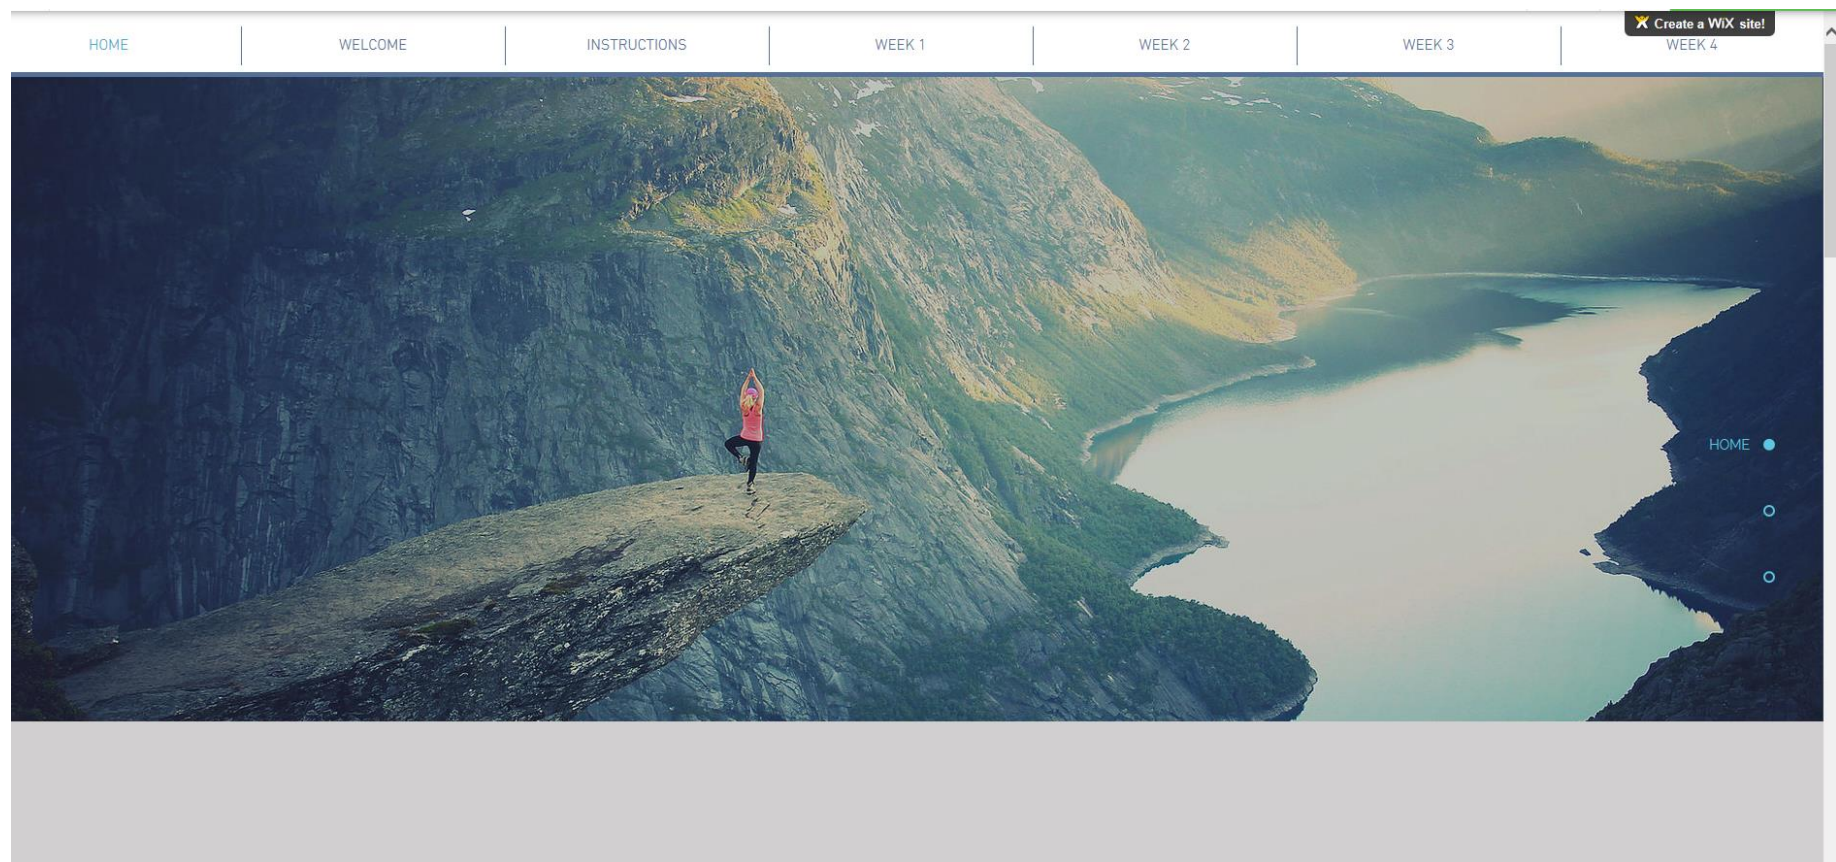 Create a WiX site!
HOME WELCOME INSTRUCTIONS WEEK 1 WEEK 2 WEEK 3 WEEK 4
HOME